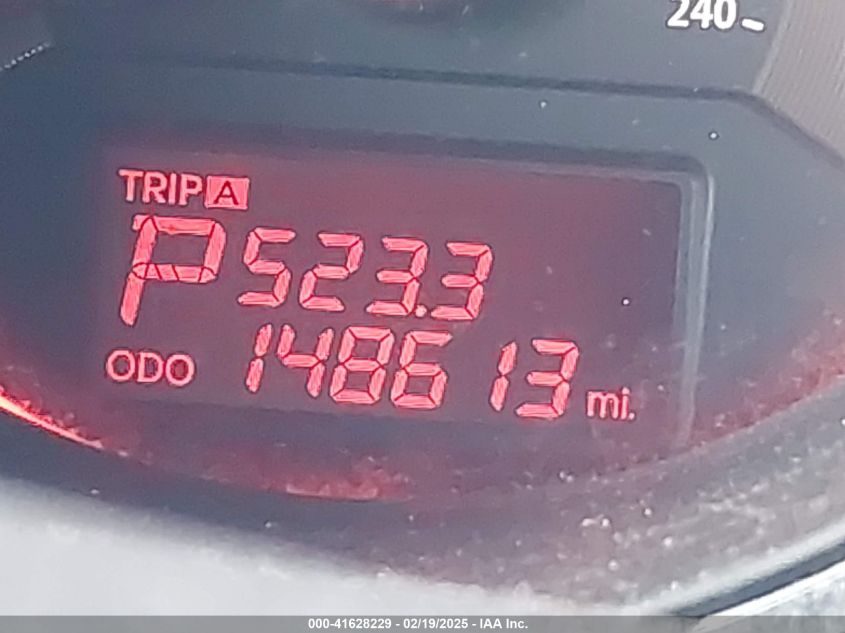 240
TRIP A
P 523.3
ODO 148613 mi.
000-41628229 - 02/19/2025 - IAA Inc.